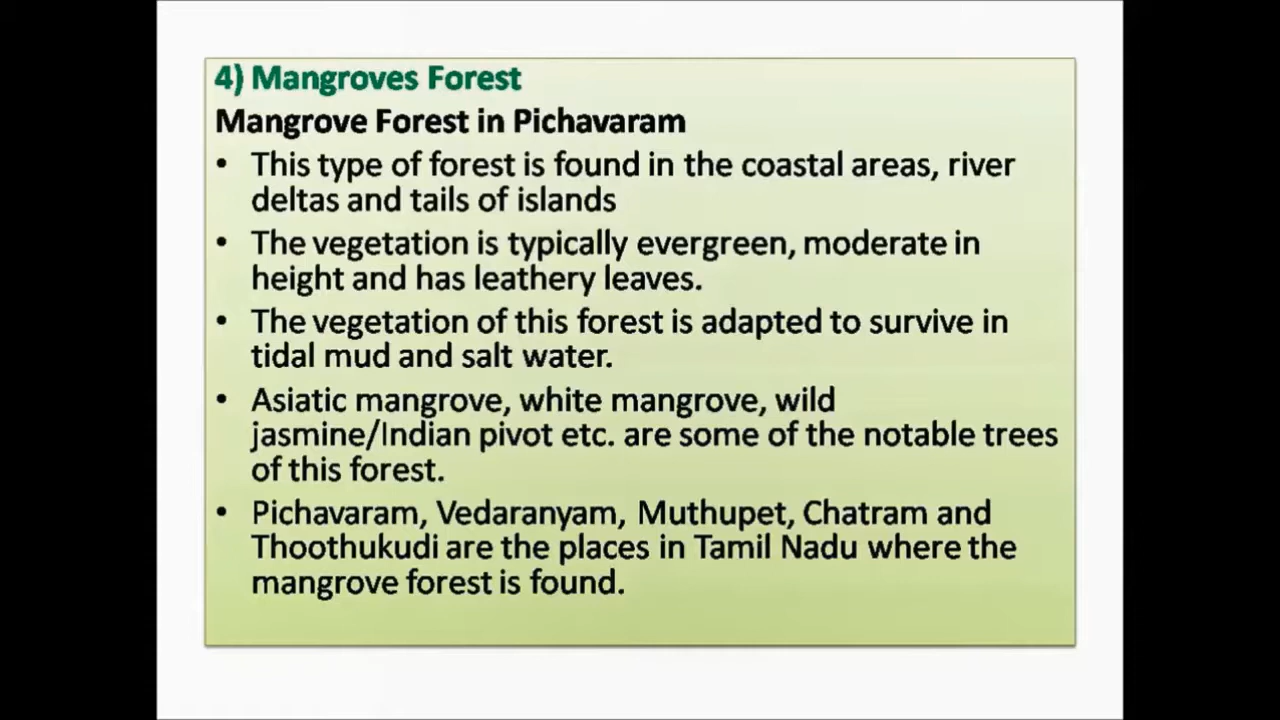 4) Mangroves Forest
Mangrove Forest in Pichavaram
• This type of forest is found in the coastal areas, river
deltas and tails of islands
• The vegetation is typically evergreen, moderate in
height and has leathery leaves.
• The vegetation of this forest is adapted to survive in
tidal mud and salt water.
• Asiatic mangrove, white mangrove, wild
jasmine/Indian pivot etc. are some of the notable trees
of this forest.
• Pichavaram, Vedaranyam, Muthupet, Chatram and
Thoothukudi are the places in Tamil Nadu where the
mangrove forest is found.